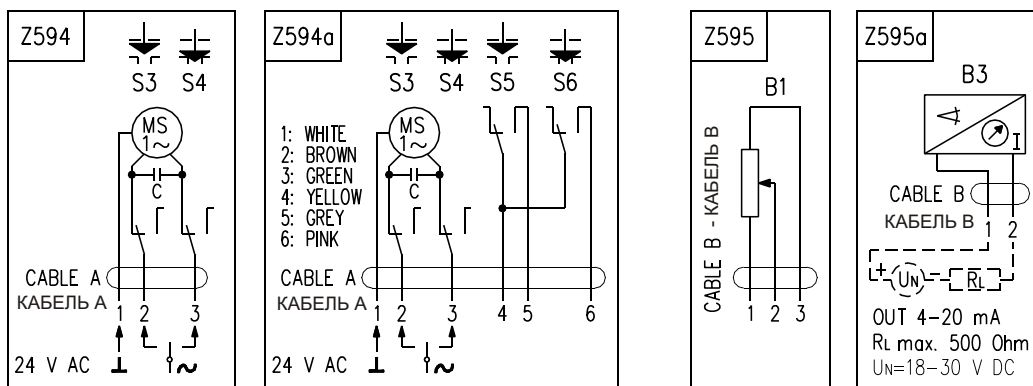 Z594
S3 S4
MS
1~
C
CABLE A
КАБЕЛЬ A
1 2 3
24 V AC
Z594a
S3 S4 S5 S6
MS
1~
1: WHITE
2: BROWN
3: GREEN
4: YELLOW
5: GREY
6: PINK
C
CABLE A
КАБЕЛЬ A
1 2 3 4 5 6
24 V AC
~
Z595
B1
CABLE B - КАБЕЛЬ B
1 2 3
Z595a
B3
I
CABLE B
КАБЕЛЬ B
1 2
+ UN - RL
OUT 4-20 mA
RL max. 500 Ohm
UN=18-30 V DC